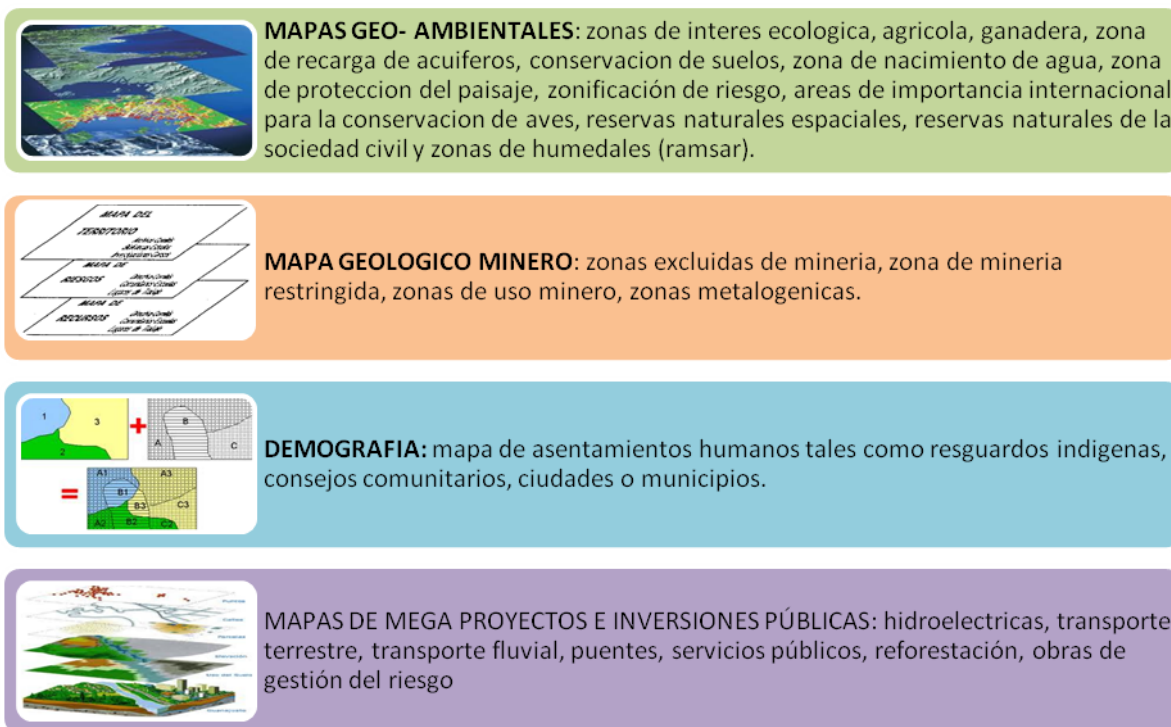 MAPAS GEO- AMBIENTALES: zonas de interes ecologica, agricola, ganadera, zona
de recarga de acuiferos, conservacion de suelos, zona de nacimiento de agua, zona
de proteccion del paisaje, zonificación de riesgo, areas de importancia internacional
para la conservacion de aves, reservas naturales espaciales, reservas naturales de la
sociedad civil y zonas de humedales (ramsar).
MAPA DEL
TERRITORIO
MAPA DE
RIESGOS
MAPA DE
RECURSOS
MAPA GEOLOGICO MINERO: zonas excluidas de mineria, zona de mineria
restringida, zonas de uso minero, zonas metalogenicas.
1
3
2
+
B
A
C
=
A1
A3
B1
B3
C3
A2
B2
C2
DEMOGRAFIA: mapa de asentamientos humanos tales como resguardos indigenas,
consejos comunitarios, ciudades o municipios.
MAPAS DE MEGA PROYECTOS E INVERSIONES PÚBLICAS: hidroelectricas, transporte
terrestre, transporte fluvial, puentes, servicios públicos, reforestación, obras de
gestión del riesgo